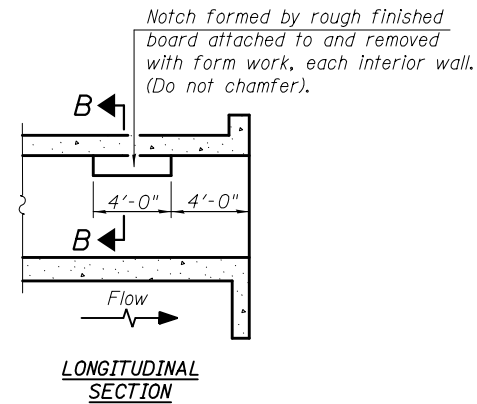 Notch formed by rough finished
board attached to and removed
with form work, each interior wall.
(Do not chamfer).
B
4'-0" 4'-0"
B
Flow
LONGITUDINAL
SECTION